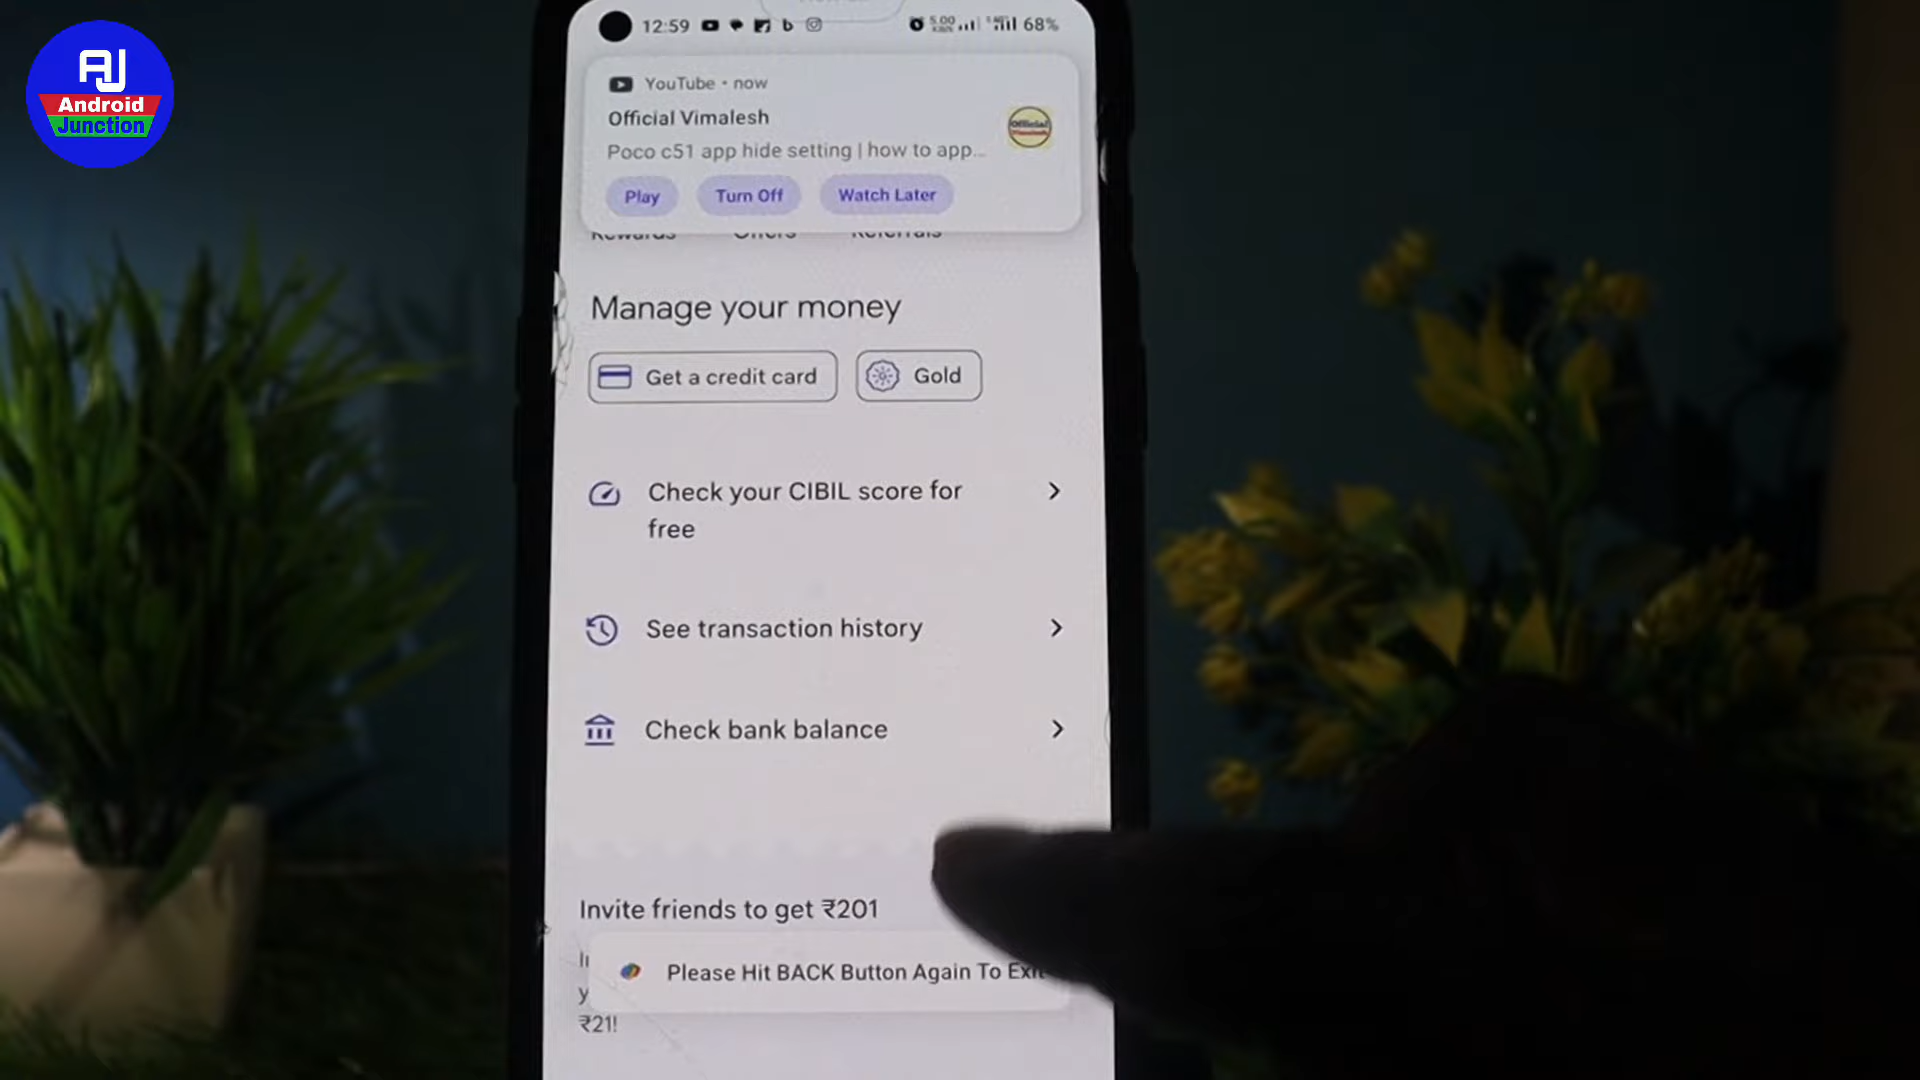 AJ
Android
Junction
12:59
5.00
68%
YouTube • now
Official Vimalesh
Poco c51 app hide setting | how to app...
Play
Turn Off
Watch Later
Rewards
Offers
Referrals
Manage your money
Get a credit card
Gold
Check your CIBIL score for
free
See transaction history
Check bank balance
Invite friends to get ₹201
Please Hit BACK Button Again To Exit
₹21!